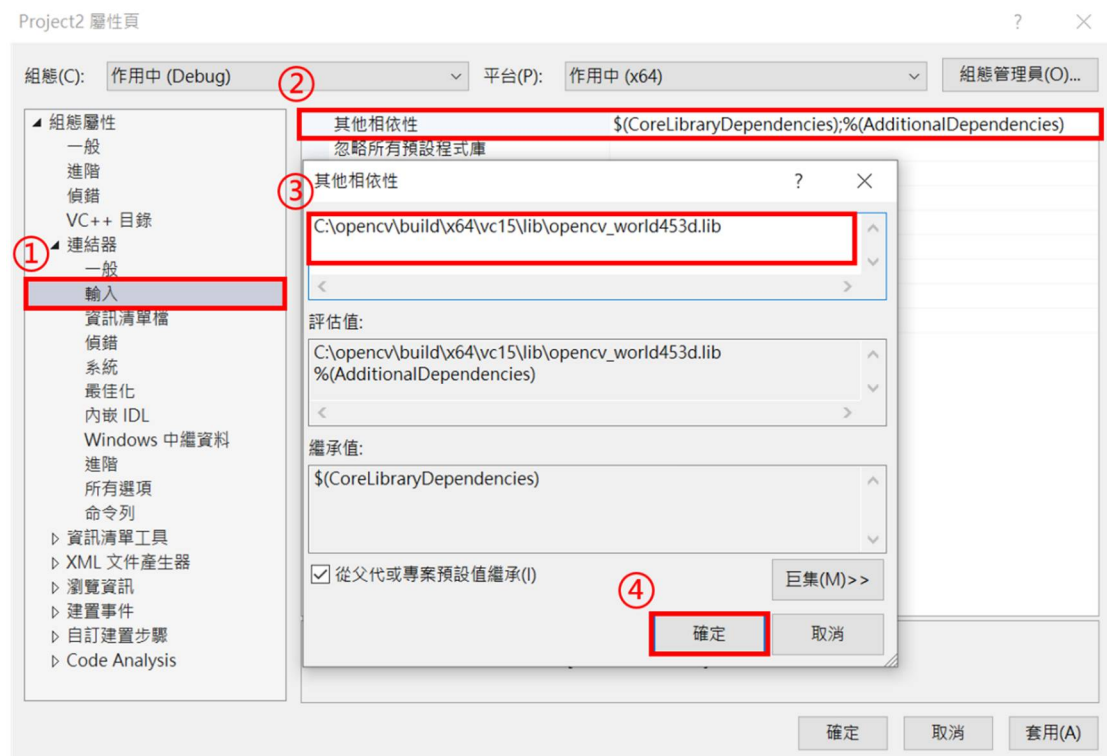 Project2 屬性頁
? ×
組態(C): 作用中 (Debug) 平台(P): 作用中 (x64) 組態管理員(O)...
②
組態屬性
一般
進階
偵錯
VC++ 目錄
①
連結器
一般
輸入
資訊清單檔
偵錯
系統
最佳化
內嵌 IDL
Windows 中繼資料
進階
所有選項
命令列
資訊清單工具
XML 文件產生器
瀏覽資訊
建置事件
自訂建置步驟
Code Analysis
其他相依性 $(CoreLibraryDependencies);%(AdditionalDependencies)
忽略所有預設程式庫
③
其他相依性 ? ×
C:\opencv\build\x64\vc15\lib\opencv_world453d.lib
評估值:
C:\opencv\build\x64\vc15\lib\opencv_world453d.lib
%(AdditionalDependencies)
繼承值:
$(CoreLibraryDependencies)
從父代或專案預設值繼承(I) 巨集(M)>>
④
確定 取消
確定 取消 套用(A)